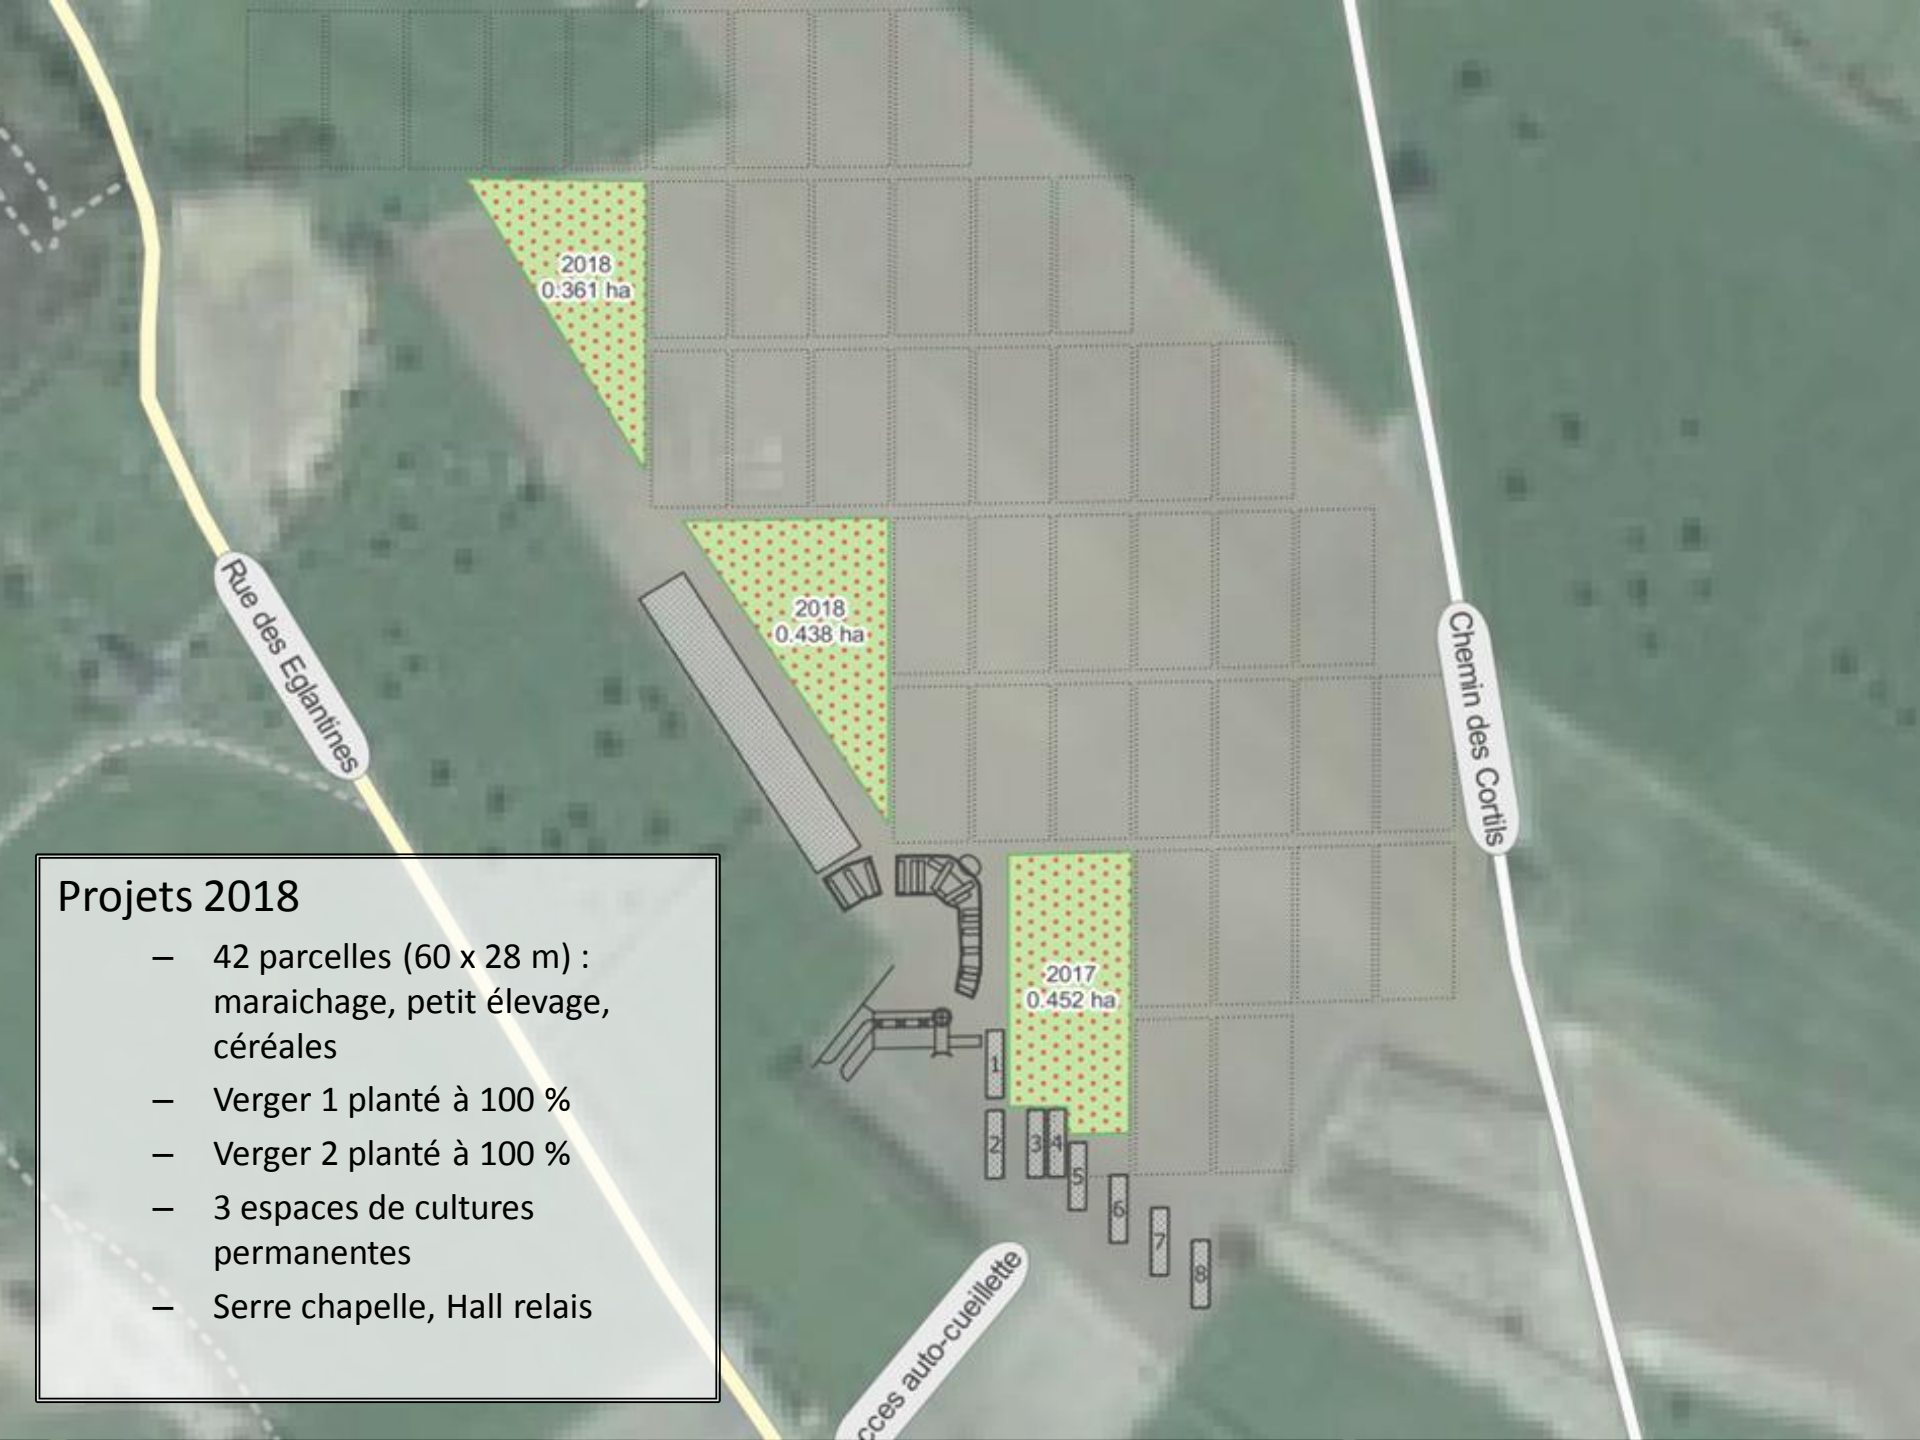 2018
0.361 ha
2018
0.438 ha
Rue des Eglantines
Chemin des Cortils
2017
0.452 ha
1
2
3
4
5
6
7
8
cces auto-cueillette
Projets 2018
– 42 parcelles (60 x 28 m) :
maraichage, petit élevage,
céréales
– Verger 1 planté à 100 %
– Verger 2 planté à 100 %
– 3 espaces de cultures
permanentes
– Serre chapelle, Hall relais